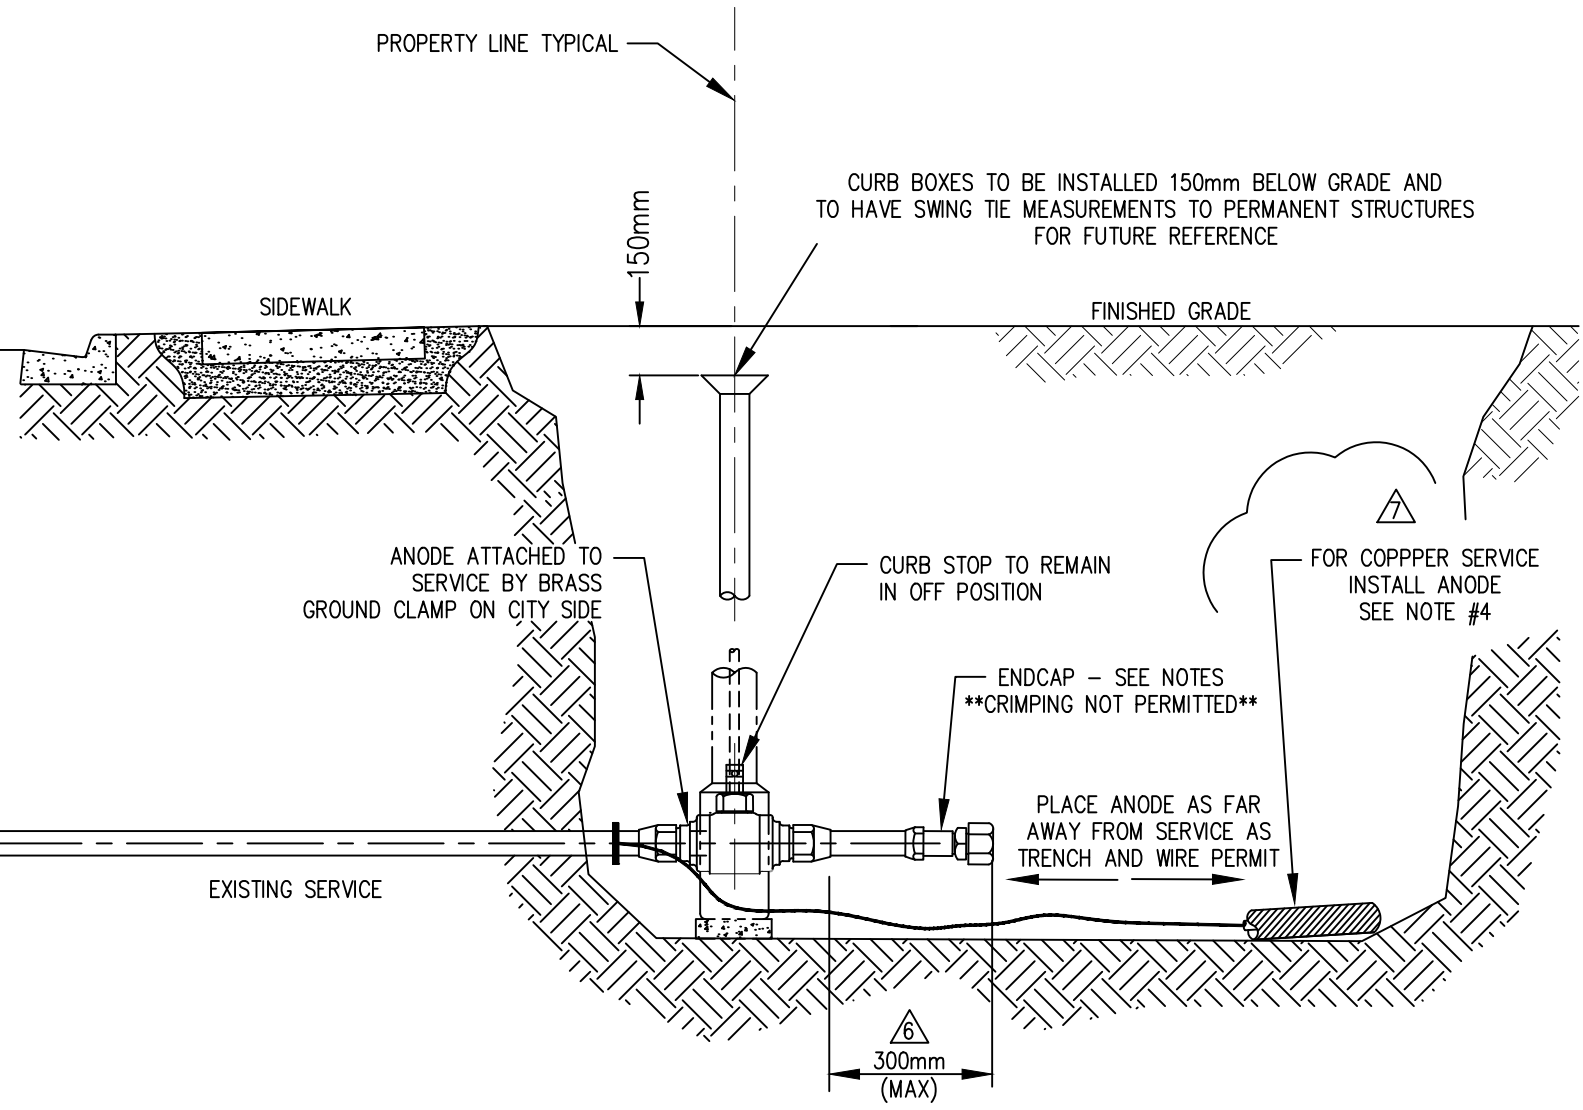 PROPERTY LINE TYPICAL
CURB BOXES TO BE INSTALLED 150mm BELOW GRADE AND
TO HAVE SWING TIE MEASUREMENTS TO PERMANENT STRUCTURES
FOR FUTURE REFERENCE
150mm
SIDEWALK
FINISHED GRADE
7
ANODE ATTACHED TO
SERVICE BY BRASS
GROUND CLAMP ON CITY SIDE
CURB STOP TO REMAIN
IN OFF POSITION
FOR COPPPER SERVICE
INSTALL ANODE
SEE NOTE #4
ENDCAP – SEE NOTES
**CRIMPING NOT PERMITTED**
PLACE ANODE AS FAR
AWAY FROM SERVICE AS
TRENCH AND WIRE PERMIT
EXISTING SERVICE
6
300mm
(MAX)